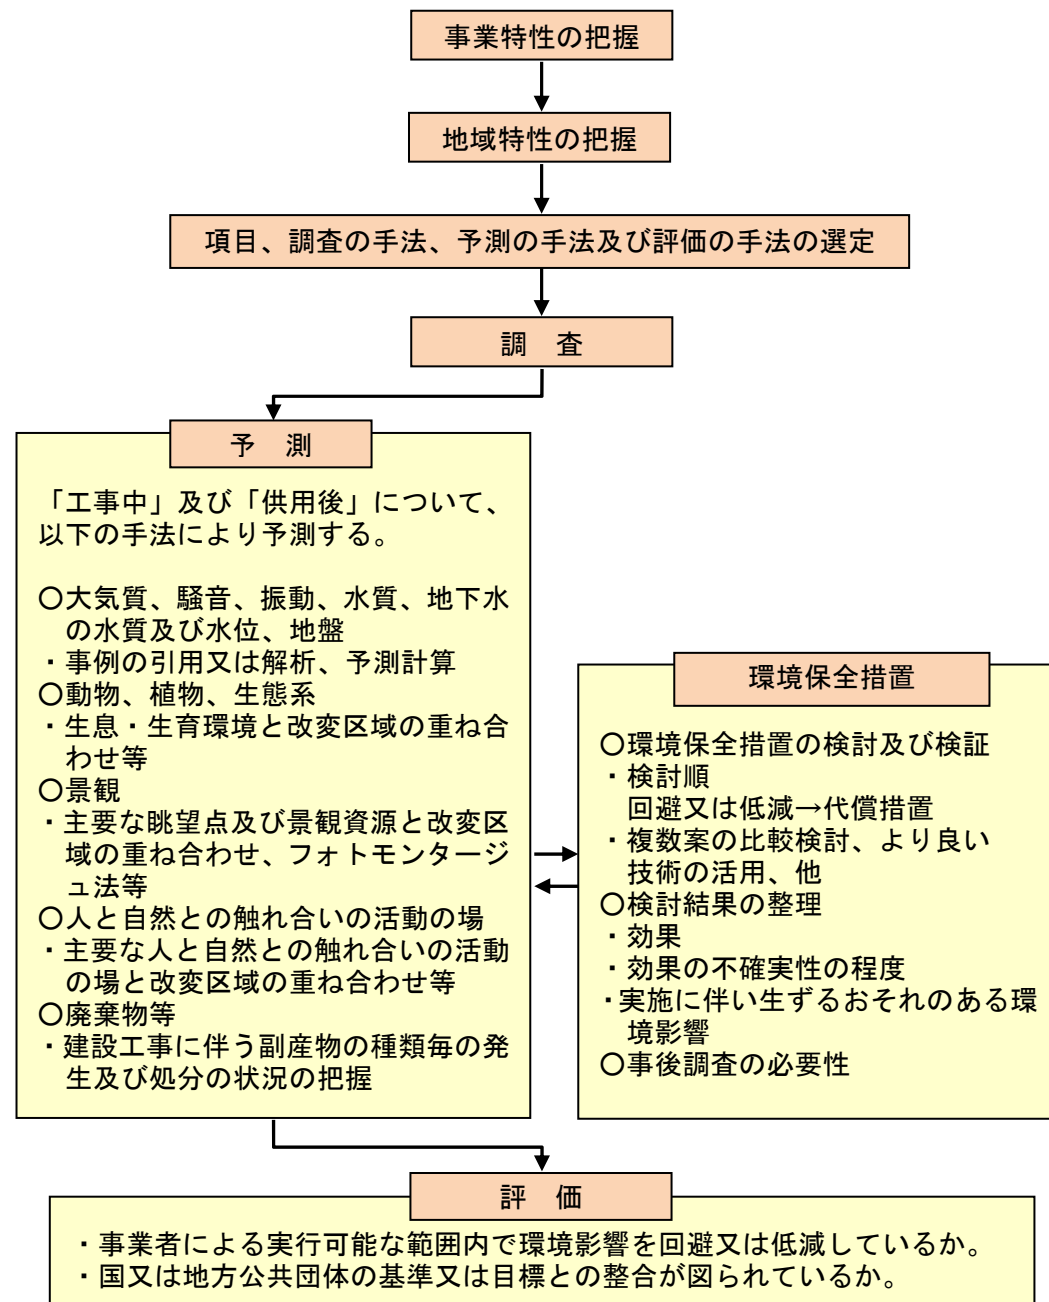 事業特性の把握
地域特性の把握
項目、調査の手法、予測の手法及び評価の手法の選定
調　査
予　測
「工事中」及び「供用後」について、
以下の手法により予測する。
〇大気質、騒音、振動、水質、地下水
の水質及び水位、地盤
・事例の引用又は解析、予測計算
〇動物、植物、生態系
・生息・生育環境と改変区域の重ね合
わせ等
〇景観
・主要な眺望点及び景観資源と改変区
域の重ね合わせ、フォトモンタージ
ュ法等
〇人と自然との触れ合いの活動の場
・主要な人と自然との触れ合いの活動
の場と改変区域の重ね合わせ等
〇廃棄物等
・建設工事に伴う副産物の種類毎の発
生及び処分の状況の把握
環境保全措置
〇環境保全措置の検討及び検証
・検討順
回避又は低減→代償措置
・複数案の比較検討、より良い
技術の活用、他
〇検討結果の整理
・効果
・効果の不確実性の程度
・実施に伴い生ずるおそれのある環
境影響
〇事後調査の必要性
評　価
・事業者による実行可能な範囲内で環境影響を回避又は低減しているか。
・国又は地方公共団体の基準又は目標との整合が図られているか。